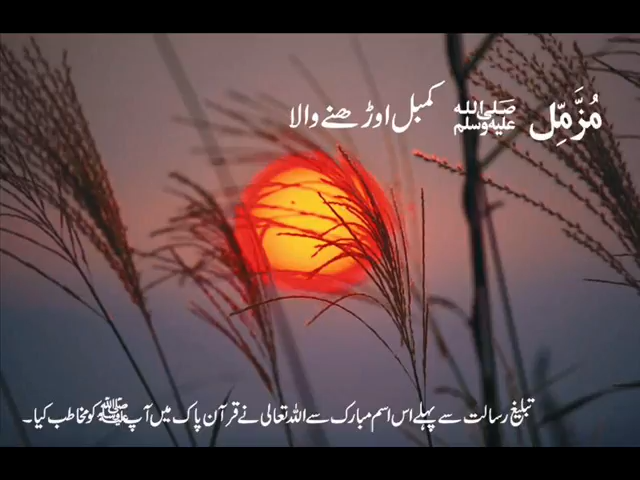 مُزَّمِّل ﷺ کمبل اوڑھنے والا
تبلیغ رسالت سے پہلے اس اسم مبارک سے اللہ تعالی نے قرآن پاک میں آپ ﷺ کو مخاطب کیا۔